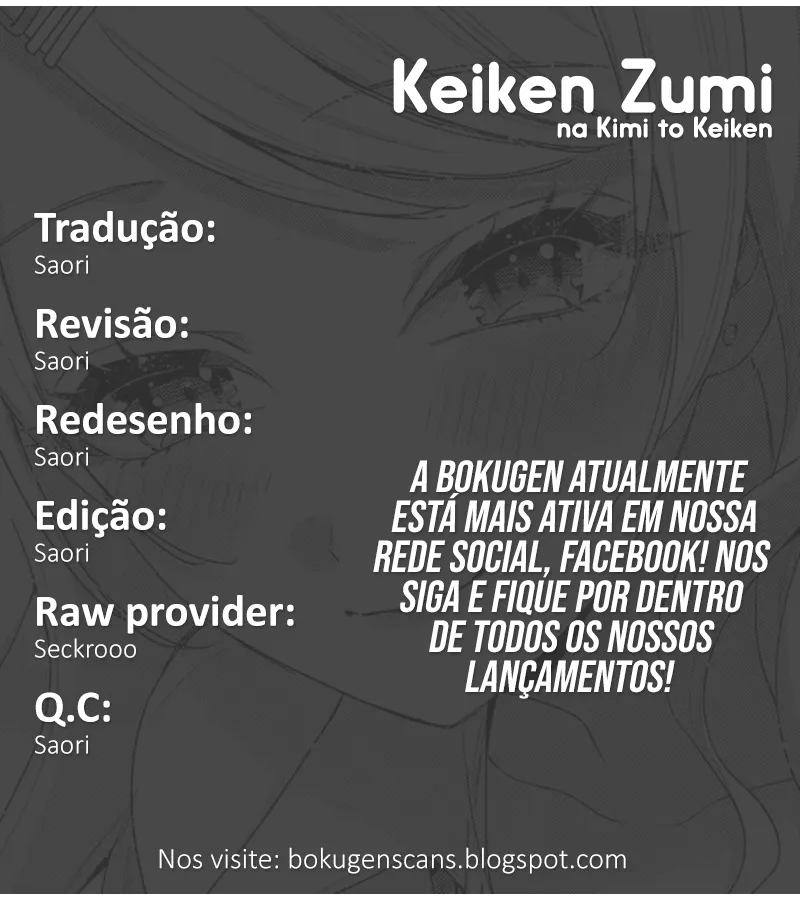 Keiken Zumi
na Kimi to Keiken
Tradução:
Saori
Revisão:
Saori
Redesenho:
Saori
Edição:
Saori
Raw provider:
Seckrooo
Q.C:
Saori
A BOKUGEN ATUALMENTE
ESTÁ MAIS ATIVA EM NOSSA
REDE SOCIAL, FACEBOOK! NOS
SIGA E FIQUE POR DENTRO
DE TODOS OS NOSSOS
LANÇAMENTOS!
Nos visite: bokugenscans.blogspot.com